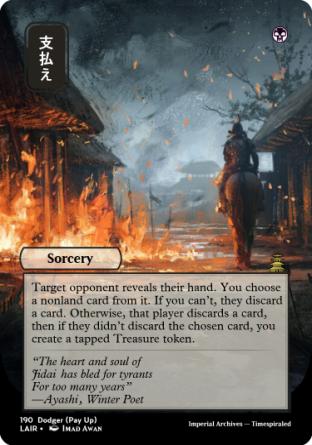 支払え
Sorcery
Target opponent reveals their hand. You choose
a nonland card from it. If you can't, they discard
a card. Otherwise, that player discards a card,
then if they didn't discard the chosen card, you
create a tapped Treasure token.
"The heart and soul of
Jidai has bled for tyrants
For too many years"
—Ayashi, Winter Poet
190 Dodger (Pay Up)
LAIR • Imad Awan
Imperial Archives — Timespiraled